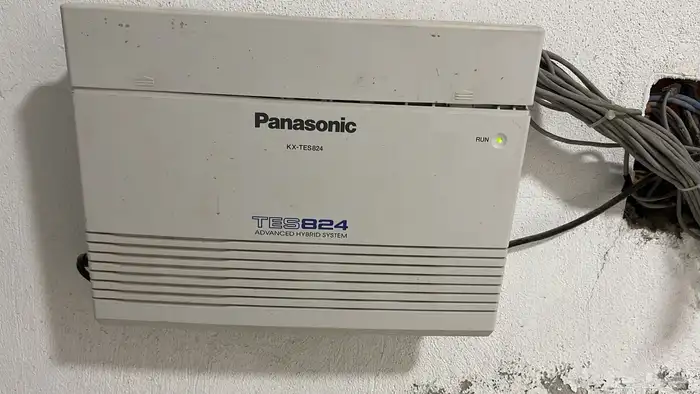 Panasonic
KX-TES824
RUN
TES824
ADVANCED HYBRID SYSTEM